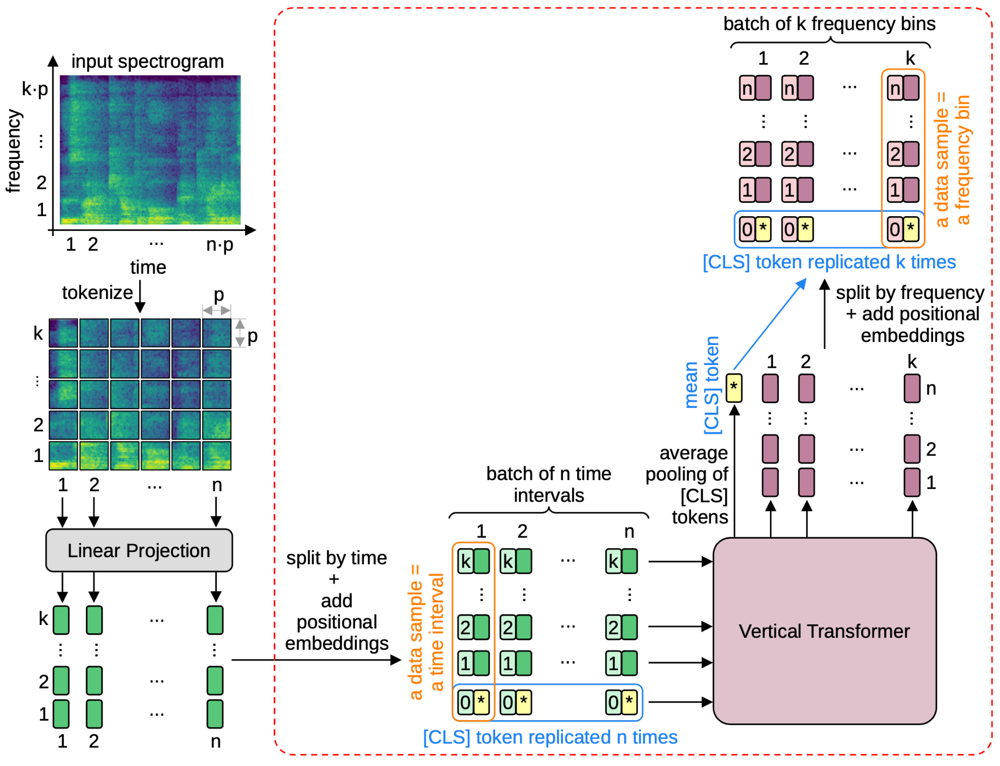 input spectrogram
k·p
⋮
2
1
frequency
1 2 ... n·p
time
tokenize
p
p
k
⋮
2
1
1 2 ... n
Linear Projection
k ...
⋮ ⋮ ⋮
2 ...
1 ...
1 2 n
split by time
+
add
positional
embeddings
batch of n time
intervals
1 2 n
a data sample =
a time interval
k k ... k
⋮ ⋮ ⋮
2 2 ... 2
1 1 ... 1
0 * 0 * 0 *
[CLS] token replicated n times
Vertical Transformer
average
pooling of
[CLS]
tokens
mean
[CLS] token
*
1 2 k
... n
⋮ ⋮ ... ⋮
... 2
... 1
split by frequency
+ add positional
embeddings
batch of k frequency bins
1 2 k
n n ... n
⋮ ⋮ ⋮
2 2 ... 2
1 1 ... 1
0 * 0 * 0 *
[CLS] token replicated k times
a data sample =
a frequency bin